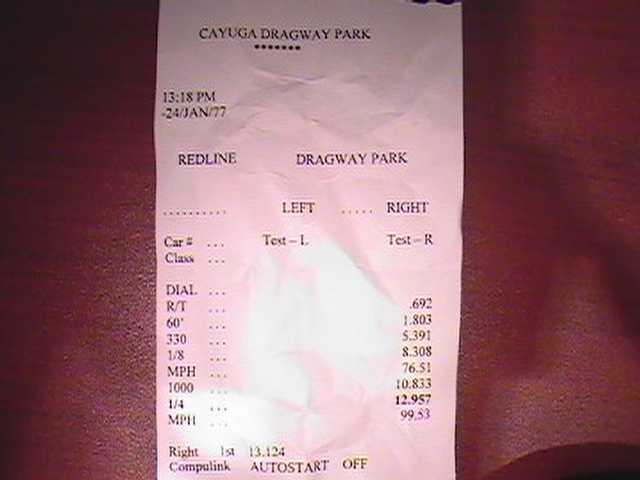 CAYUGA DRAGWAY PARK
*******
13:18 PM
-24/JAN/77
REDLINE DRAGWAY PARK
.......... LEFT ..... RIGHT
Car # ... Test – L Test – R
Class ...
DIAL ...
R/T ... .692
60' ... 1.803
330 ... 5.391
1/8 ... 8.308
MPH ... 76.51
1000 ... 10.833
1/4 ... 12.957
MPH ... 99.53
Right 1st 13.124
Compulink AUTOSTART OFF